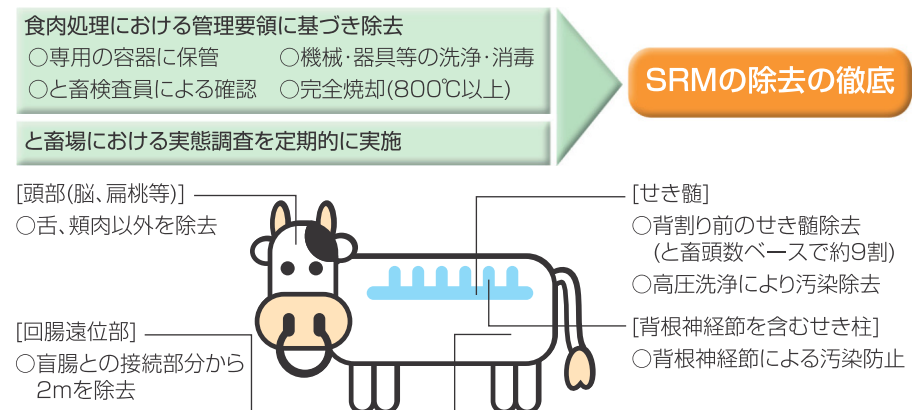 食肉処理における管理要領に基づき除去
○専用の容器に保管 ○機械・器具等の洗浄・消毒
○と畜検査員による確認 ○完全焼却(800℃以上)
と畜場における実態調査を定期的に実施
SRMの除去の徹底
[頭部(脳、扁桃等)]
○舌、頬肉以外を除去
[回腸遠位部]
○盲腸との接続部分から
2mを除去
[せき髄]
○背割り前のせき髄除去
(と畜頭数ベースで約9割)
○高圧洗浄により汚染除去
[背根神経節を含むせき柱]
○背根神経節による汚染防止